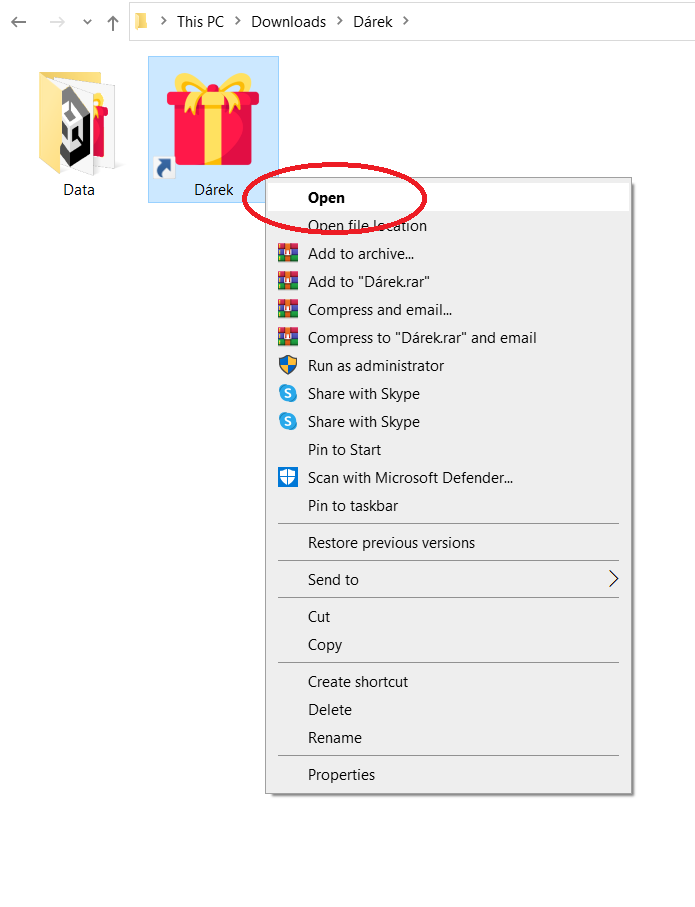 This PC > Downloads > Dárek >
Data
Dárek
Open
Open file location
Add to archive...
Add to "Dárek.rar"
Compress and email...
Compress to "Dárek.rar" and email
Run as administrator
Share with Skype
Share with Skype
Pin to Start
Scan with Microsoft Defender...
Pin to taskbar
Restore previous versions
Send to
Cut
Copy
Create shortcut
Delete
Rename
Properties